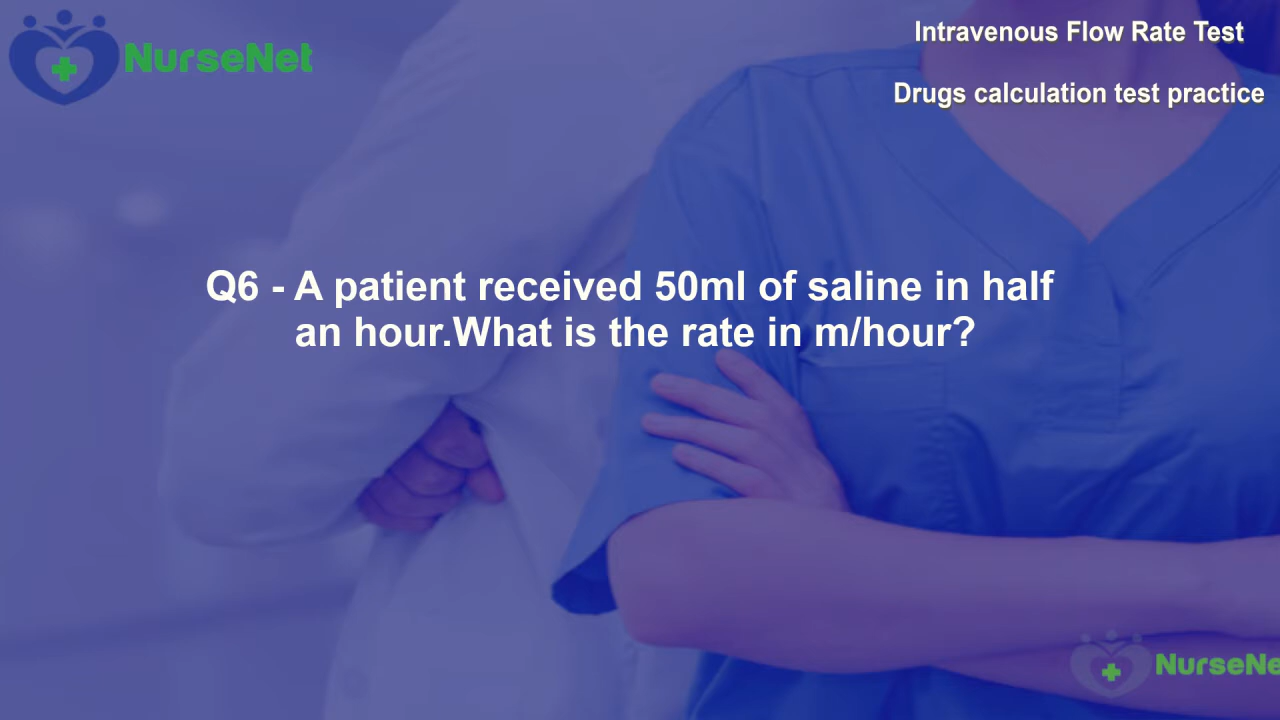 NurseNet
Intravenous Flow Rate Test
Drugs calculation test practice
Q6 - A patient received 50ml of saline in half
an hour.What is the rate in m/hour?
NurseNe